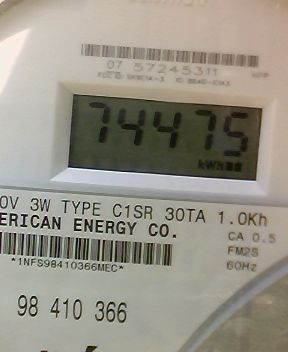 07 57245311
74475
kWh
0V 3W TYPE C1SR 30TA 1.0Kh
ERICAN ENERGY CO.
CA 0.5
FM2S
60Hz
*1NFS98410366MEC*
98 410 366